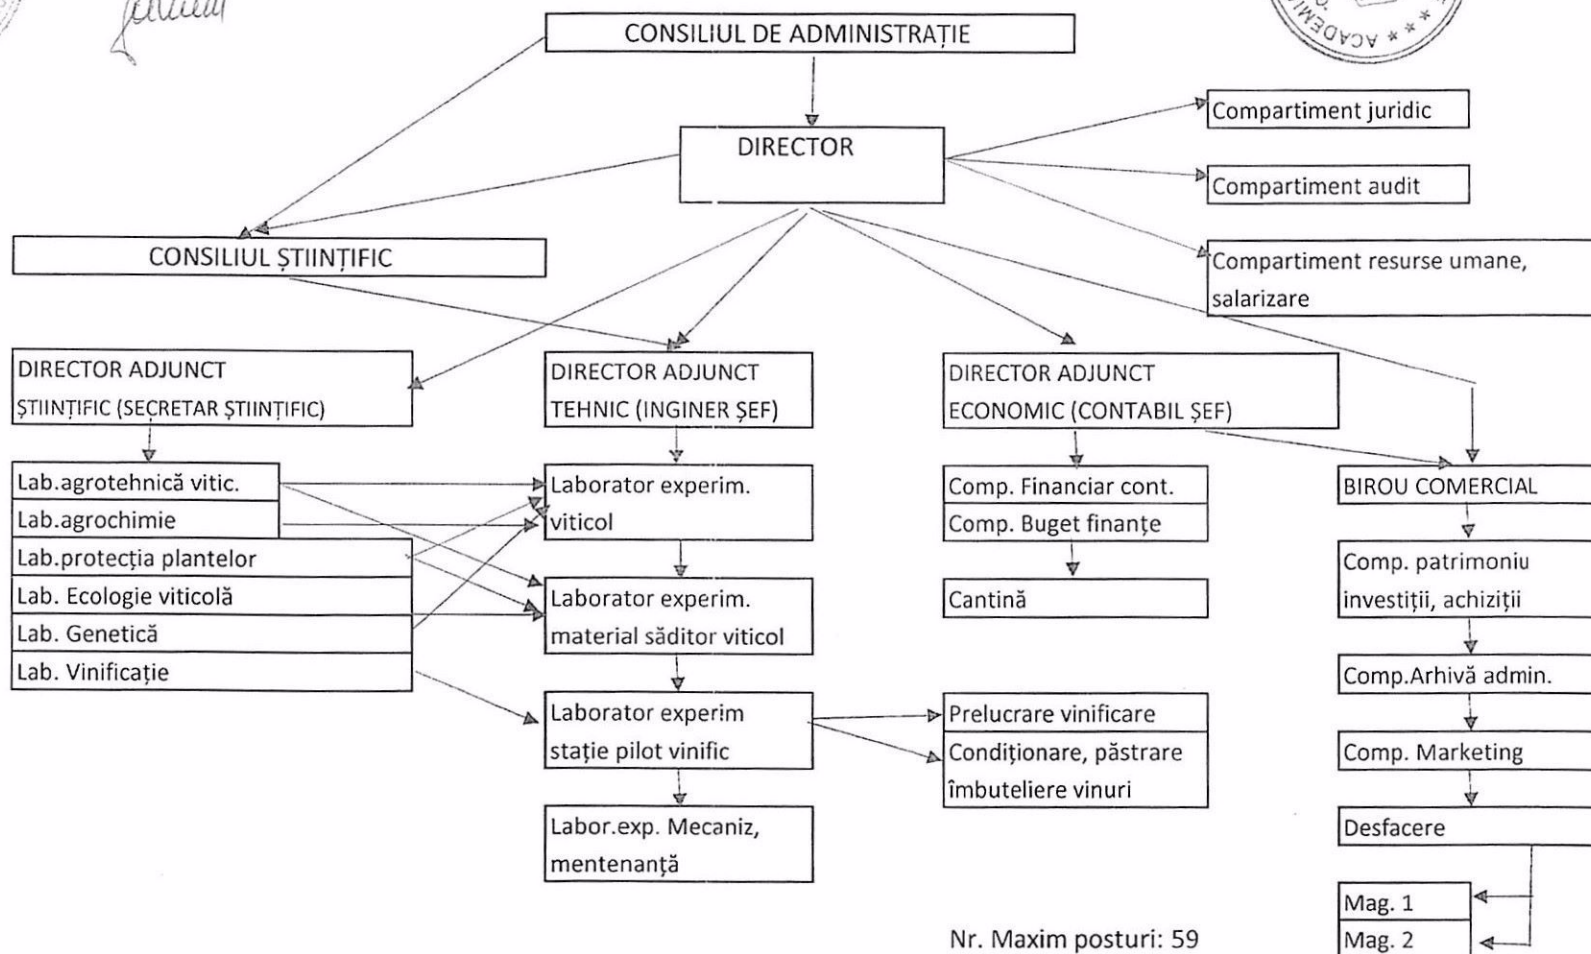 CONSILIUL DE ADMINISTRAȚIE
ACADEMIA
DIRECTOR
Compartiment juridic
Compartiment audit
Compartiment resurse umane,
salarizare
CONSILIUL ȘTIINȚIFIC
DIRECTOR ADJUNCT
ȘTIINȚIFIC (SECRETAR ȘTIINȚIFIC)
DIRECTOR ADJUNCT
TEHNIC (INGINER ȘEF)
DIRECTOR ADJUNCT
ECONOMIC (CONTABIL ȘEF)
Lab.agrotehnică vitic.
Lab.agrochimie
Lab.protecția plantelor
Lab. Ecologie viticolă
Lab. Genetică
Lab. Vinificație
Laborator experim.
viticol
Laborator experim.
material săditor viticol
Laborator experim
stație pilot vinific
Labor.exp. Mecaniz,
mentenanță
Prelucrare vinificare
Condiționare, păstrare
îmbuteliere vinuri
Comp. Financiar cont.
Comp. Buget finanțe
Cantină
BIROU COMERCIAL
Comp. patrimoniu
investiții, achiziții
Comp.Arhivă admin.
Comp. Marketing
Desfacere
Mag. 1
Mag. 2
Nr. Maxim posturi: 59